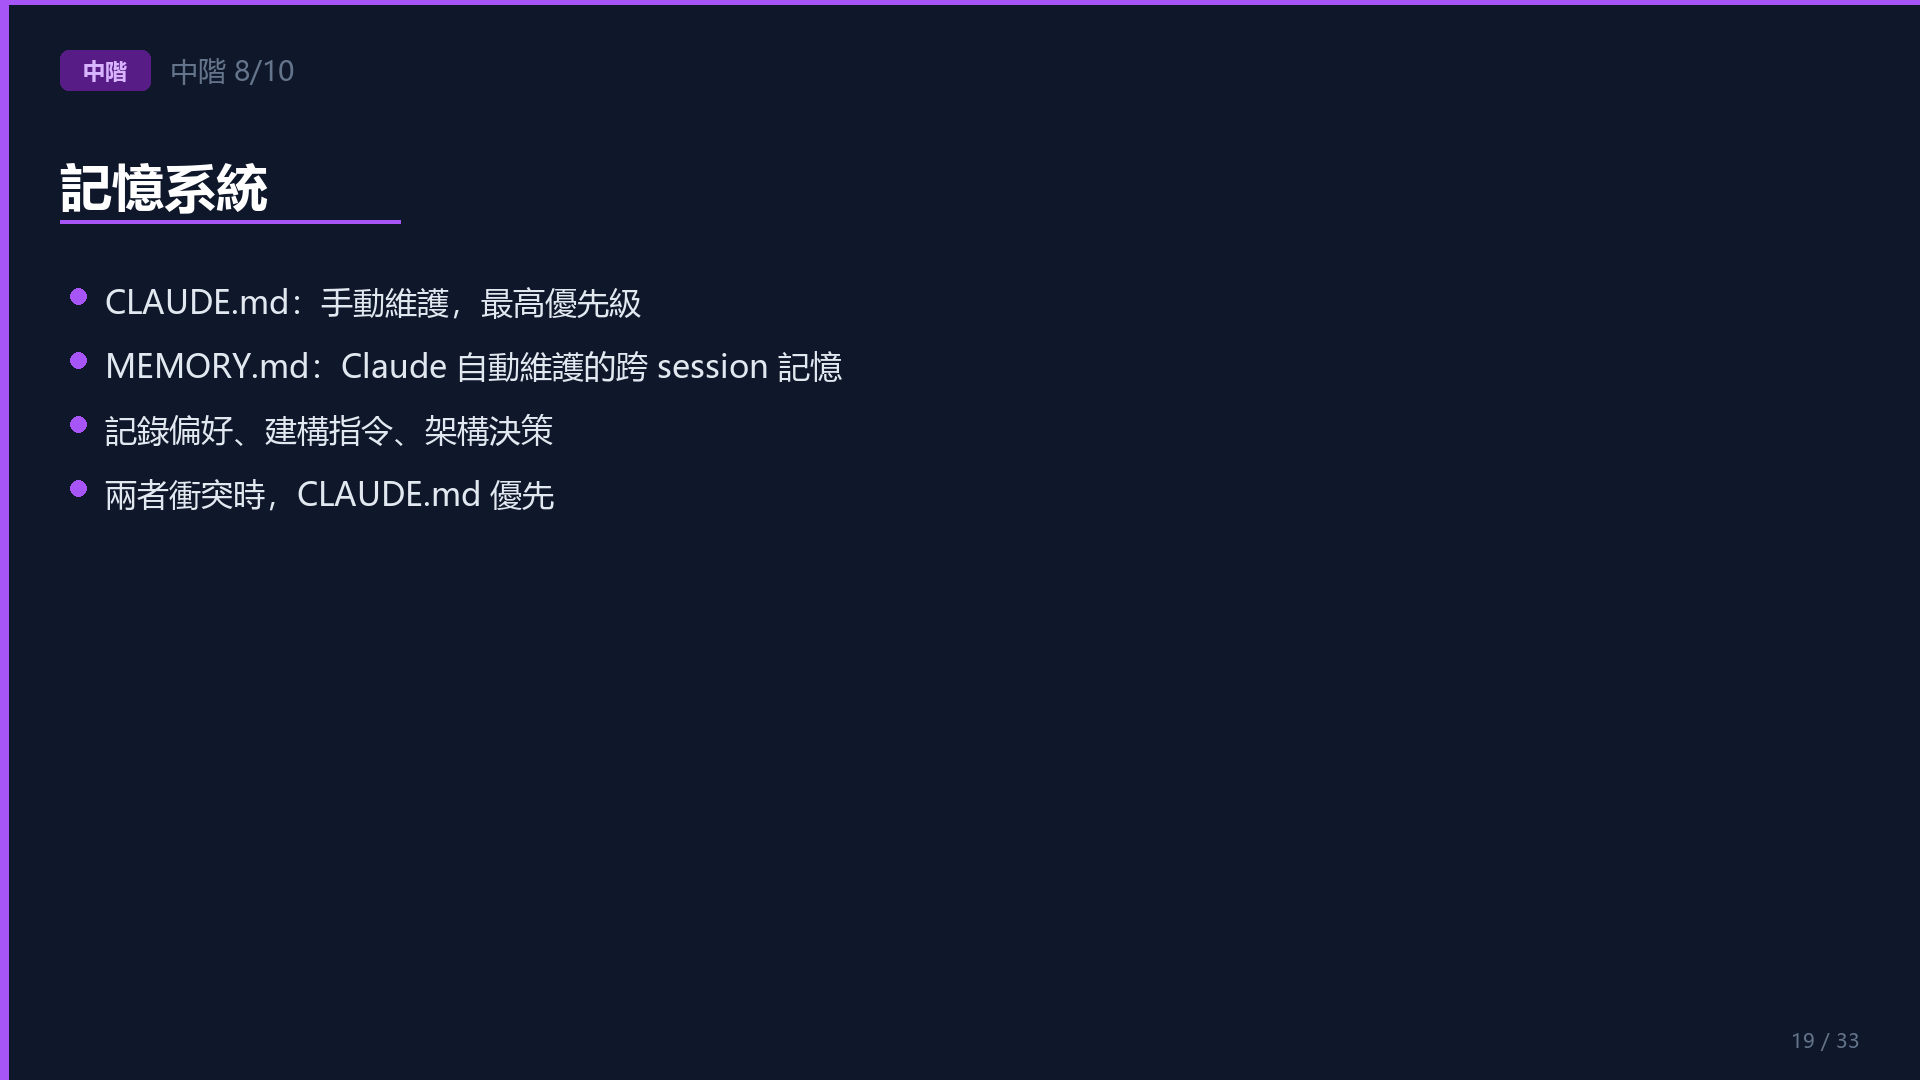 中階
中階 8/10
記憶系統
CLAUDE.md：手動維護，最高優先級
MEMORY.md：Claude 自動維護的跨 session 記憶
記錄偏好、建構指令、架構決策
兩者衝突時，CLAUDE.md 優先
19 / 33